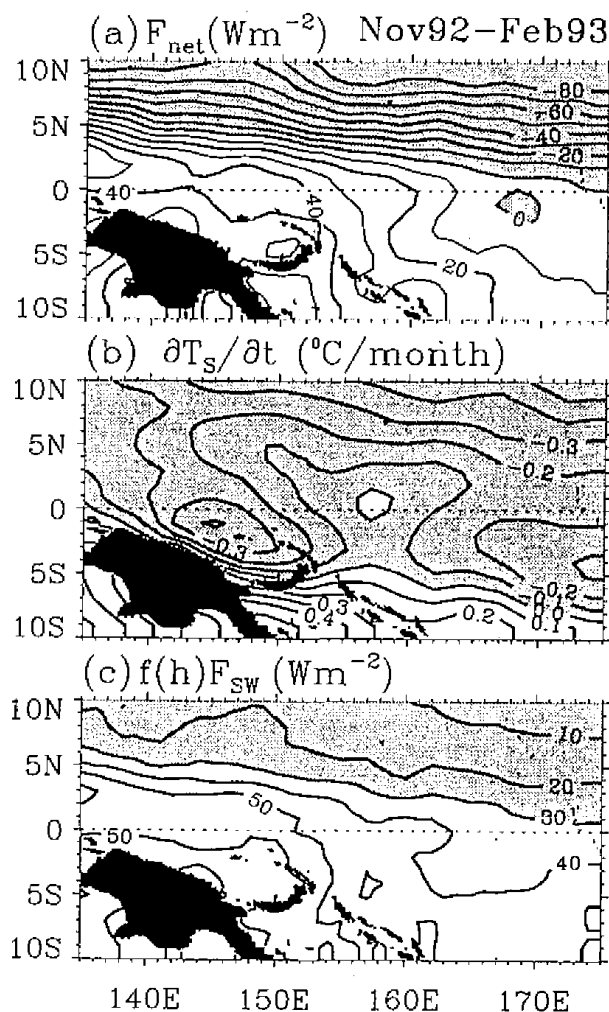 (a) F_net(Wm⁻²) Nov92−Feb93
10N
−80
−60
5N
−40
−20
40
40
0
0
5S
20
10S
(b) ∂T_S/∂t (°C/month)
10N
−0.3
5N
−0.2
0
−0.3
5S
0.3
0.4
0.2
−0.2
0.0
0.1
10S
(c) f(h)F_SW (Wm⁻²)
10N
10
5N
20
30
50
0
50
40
5S
10S
140E 150E 160E 170E